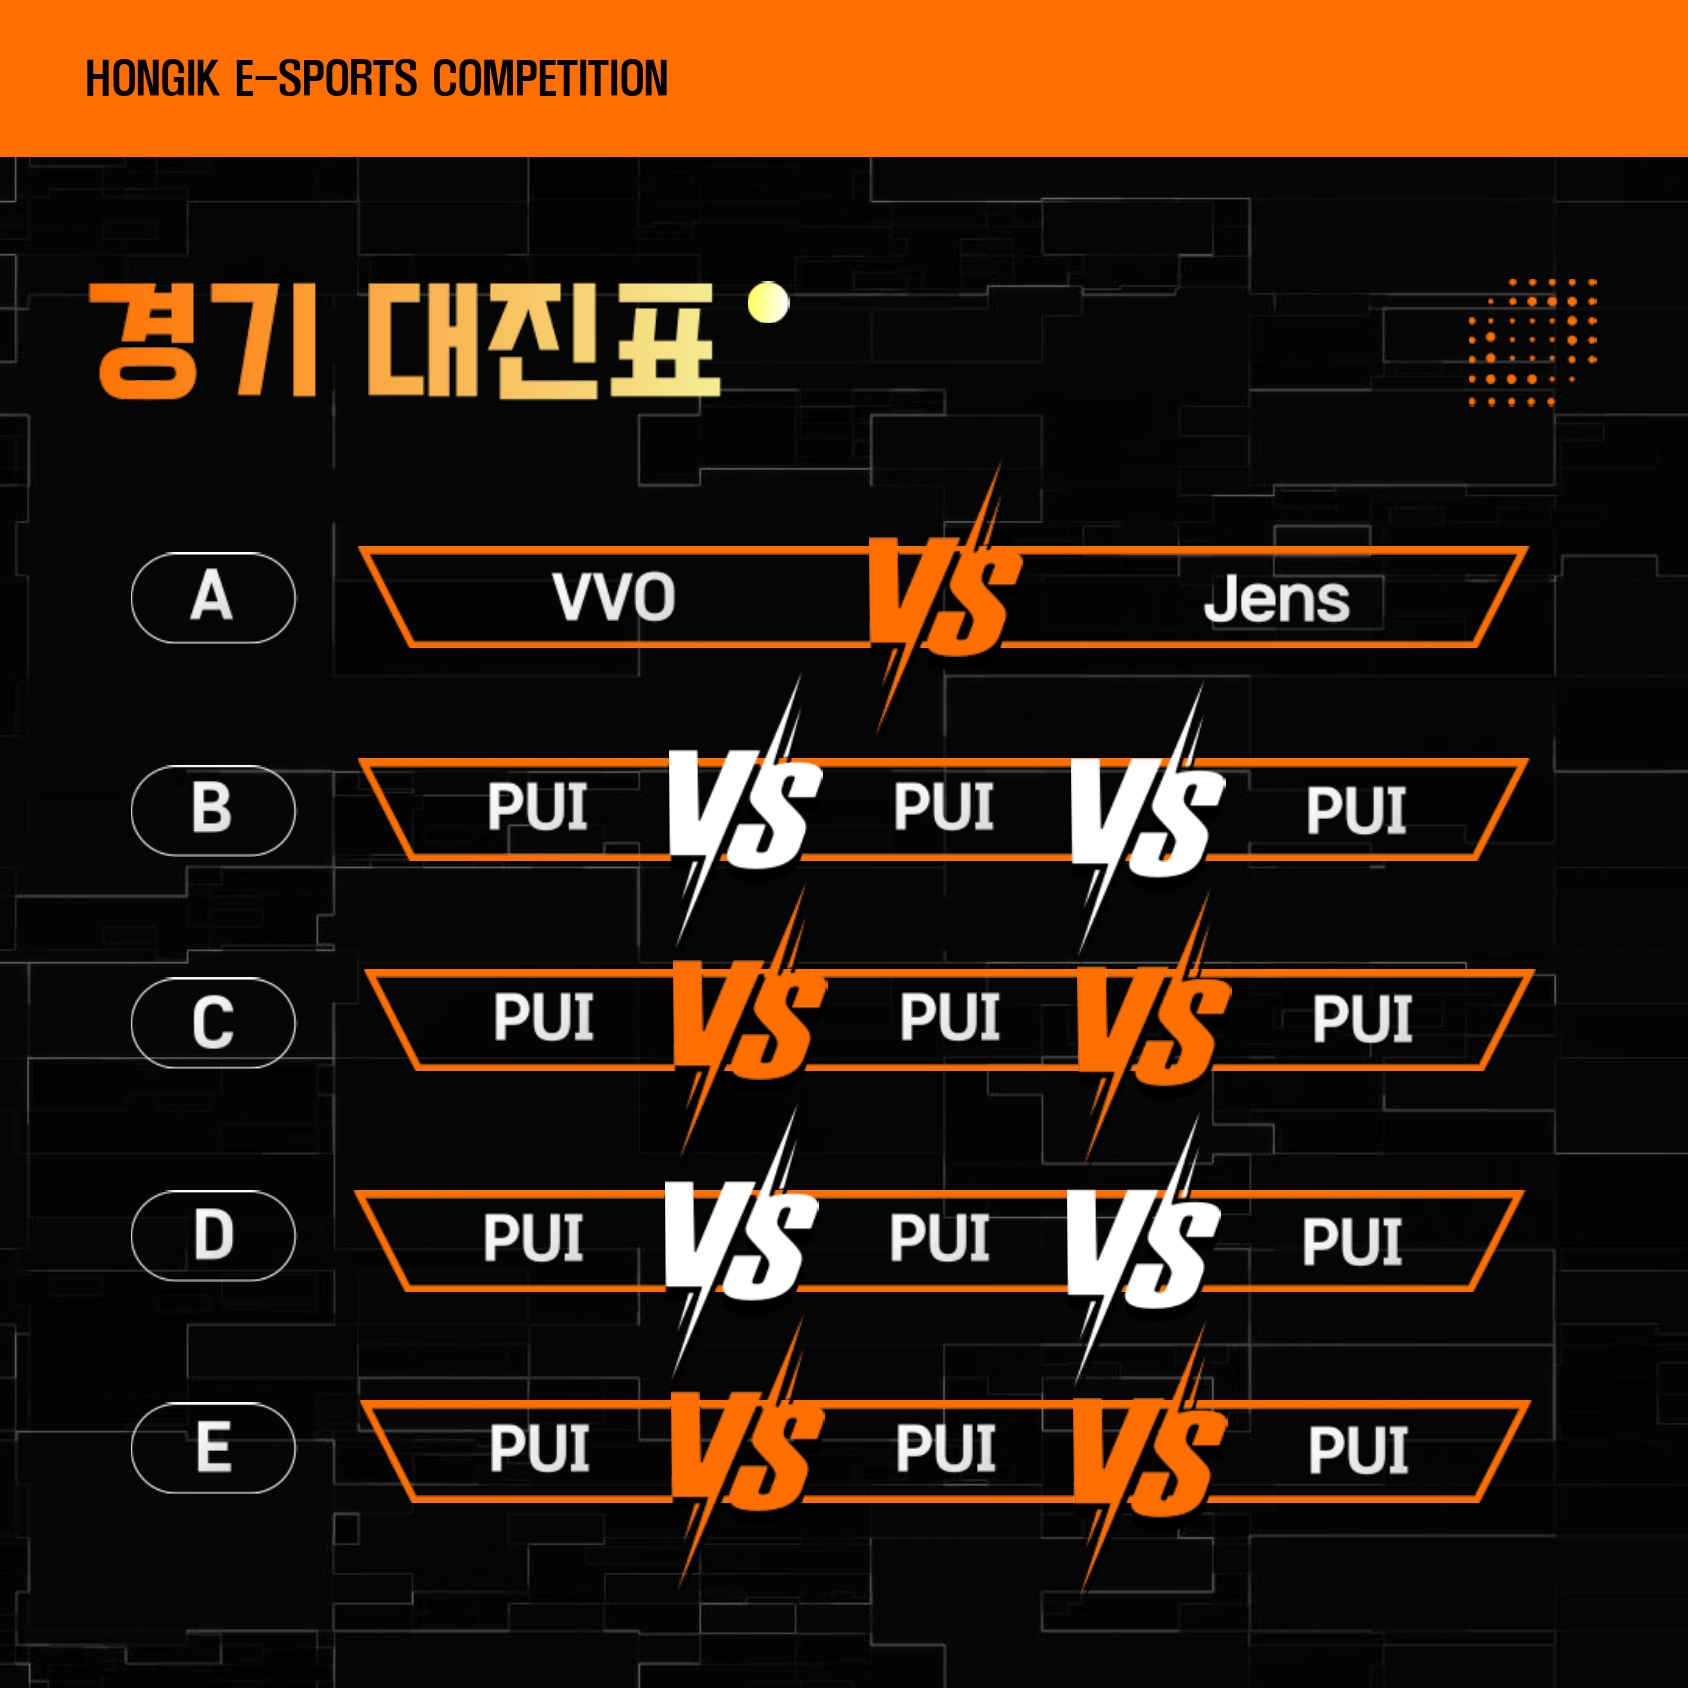 HONGIK E-SPORTS COMPETITION
경기 대진표
A VVO VS Jens
B PUI VS PUI VS PUI
C PUI VS PUI VS PUI
D PUI VS PUI VS PUI
E PUI VS PUI VS PUI